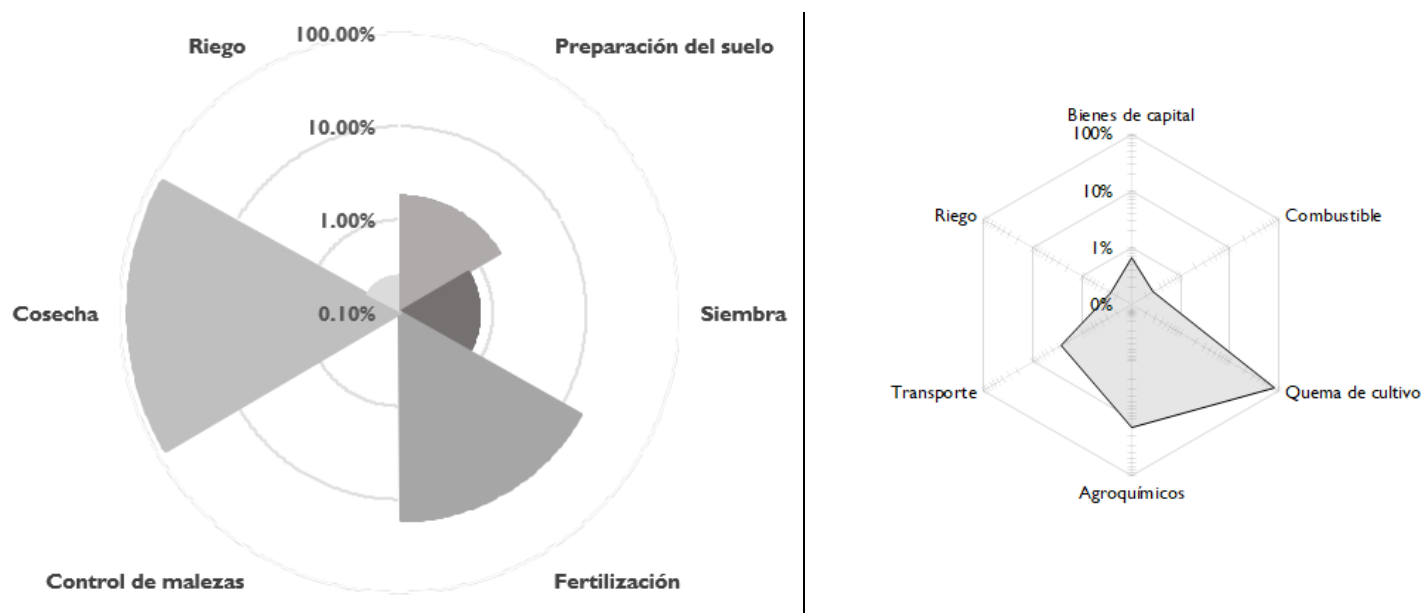 Riego
100.00%
Preparación del suelo
10.00%
1.00%
Cosecha
0.10%
Siembra
Control de malezas
Fertilización
Bienes de capital
100%
10%
Riego
Combustible
1%
0%
Transporte
Quema de cultivo
Agroquímicos